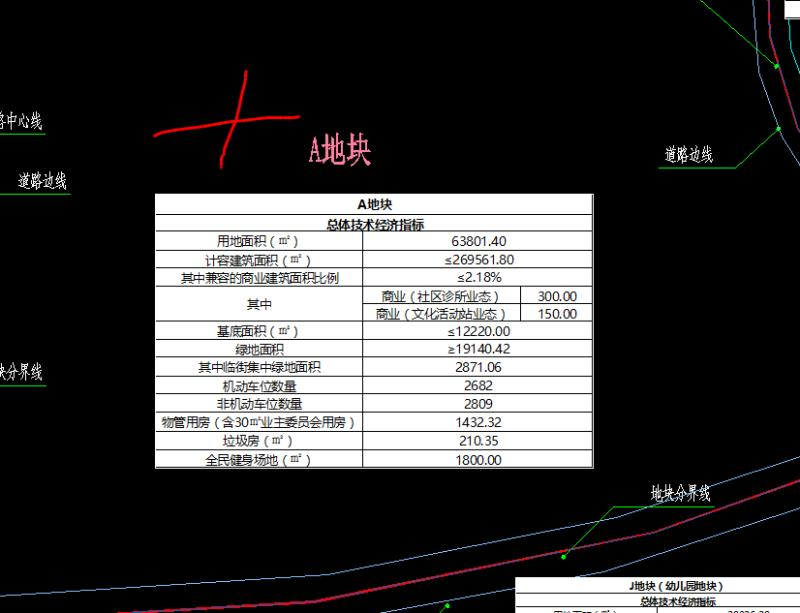 中心线
道路边线
A地块
道路边线
A地块
总体技术经济指标
用地面积（㎡） 63801.40
计容建筑面积（㎡） ≤269561.80
其中兼容的商业建筑面积比例 ≤2.18%
其中 商业（社区诊所业态） 300.00
商业（文化活动站业态） 150.00
基底面积（㎡） ≤12220.00
绿地面积 ≥19140.42
其中临街集中绿地面积 2871.06
机动车位数量 2682
非机动车位数量 2809
物管用房（含30㎡业主委员会用房） 1432.32
垃圾房（㎡） 210.35
全民健身场地（㎡） 1800.00
分界线
地块分界线
J地块（幼儿园地块）
总体技术经济指标